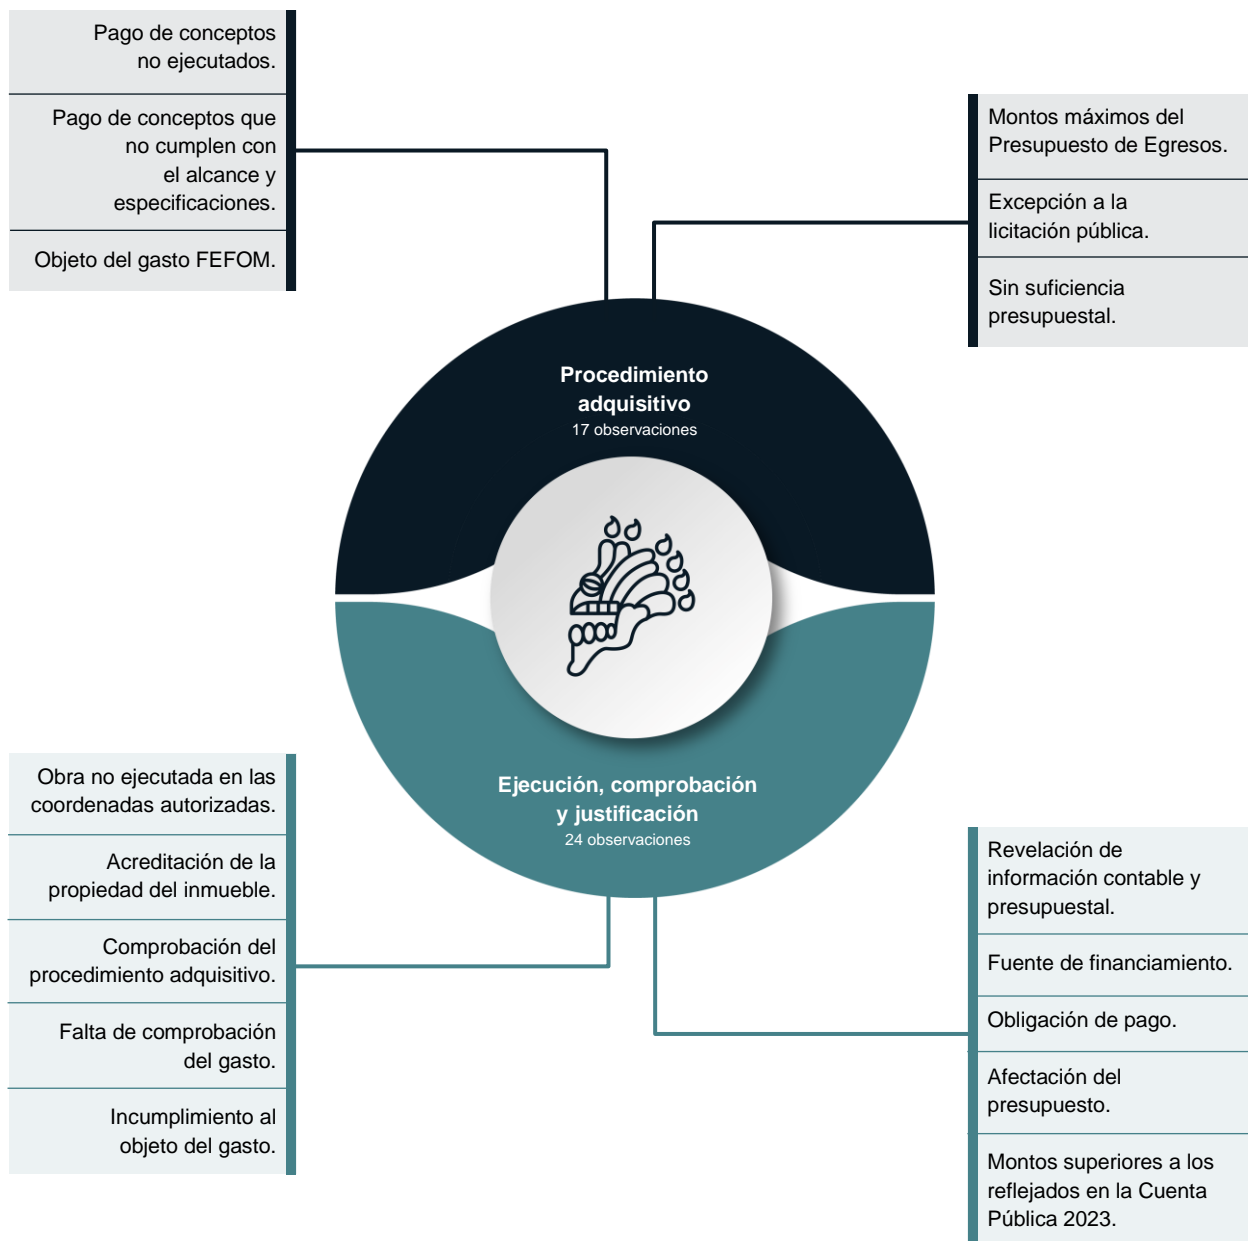 Pago de conceptos
no ejecutados.
Pago de conceptos que
no cumplen con
el alcance y
especificaciones.
Objeto del gasto FEFOM.
Montos máximos del
Presupuesto de Egresos.
Excepción a la
licitación pública.
Sin suficiencia
presupuestal.
Procedimiento
adquisitivo
17 observaciones
Ejecución, comprobación
y justificación
24 observaciones
Obra no ejecutada en las
coordenadas autorizadas.
Acreditación de la
propiedad del inmueble.
Comprobación del
procedimiento adquisitivo.
Falta de comprobación
del gasto.
Incumplimiento al
objeto del gasto.
Revelación de
información contable y
presupuestal.
Fuente de financiamiento.
Obligación de pago.
Afectación del
presupuesto.
Montos superiores a los
reflejados en la Cuenta
Pública 2023.